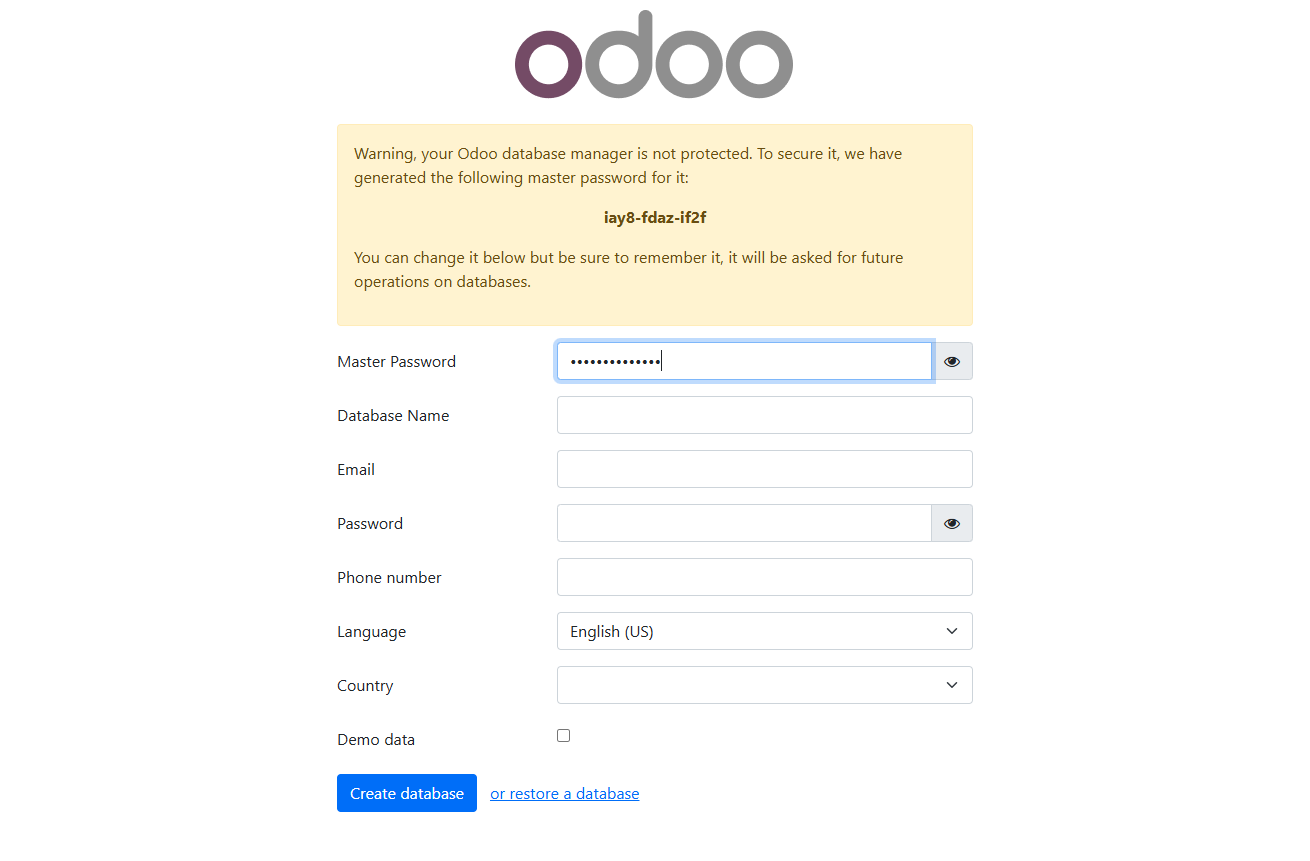 odoo
Warning, your Odoo database manager is not protected. To secure it, we have
generated the following master password for it:
iay8-fdaz-if2f
You can change it below but be sure to remember it, it will be asked for future
operations on databases.
Master Password ••••••••••••••
Database Name
Email
Password
Phone number
Language English (US)
Country
Demo data
Create database or restore a database